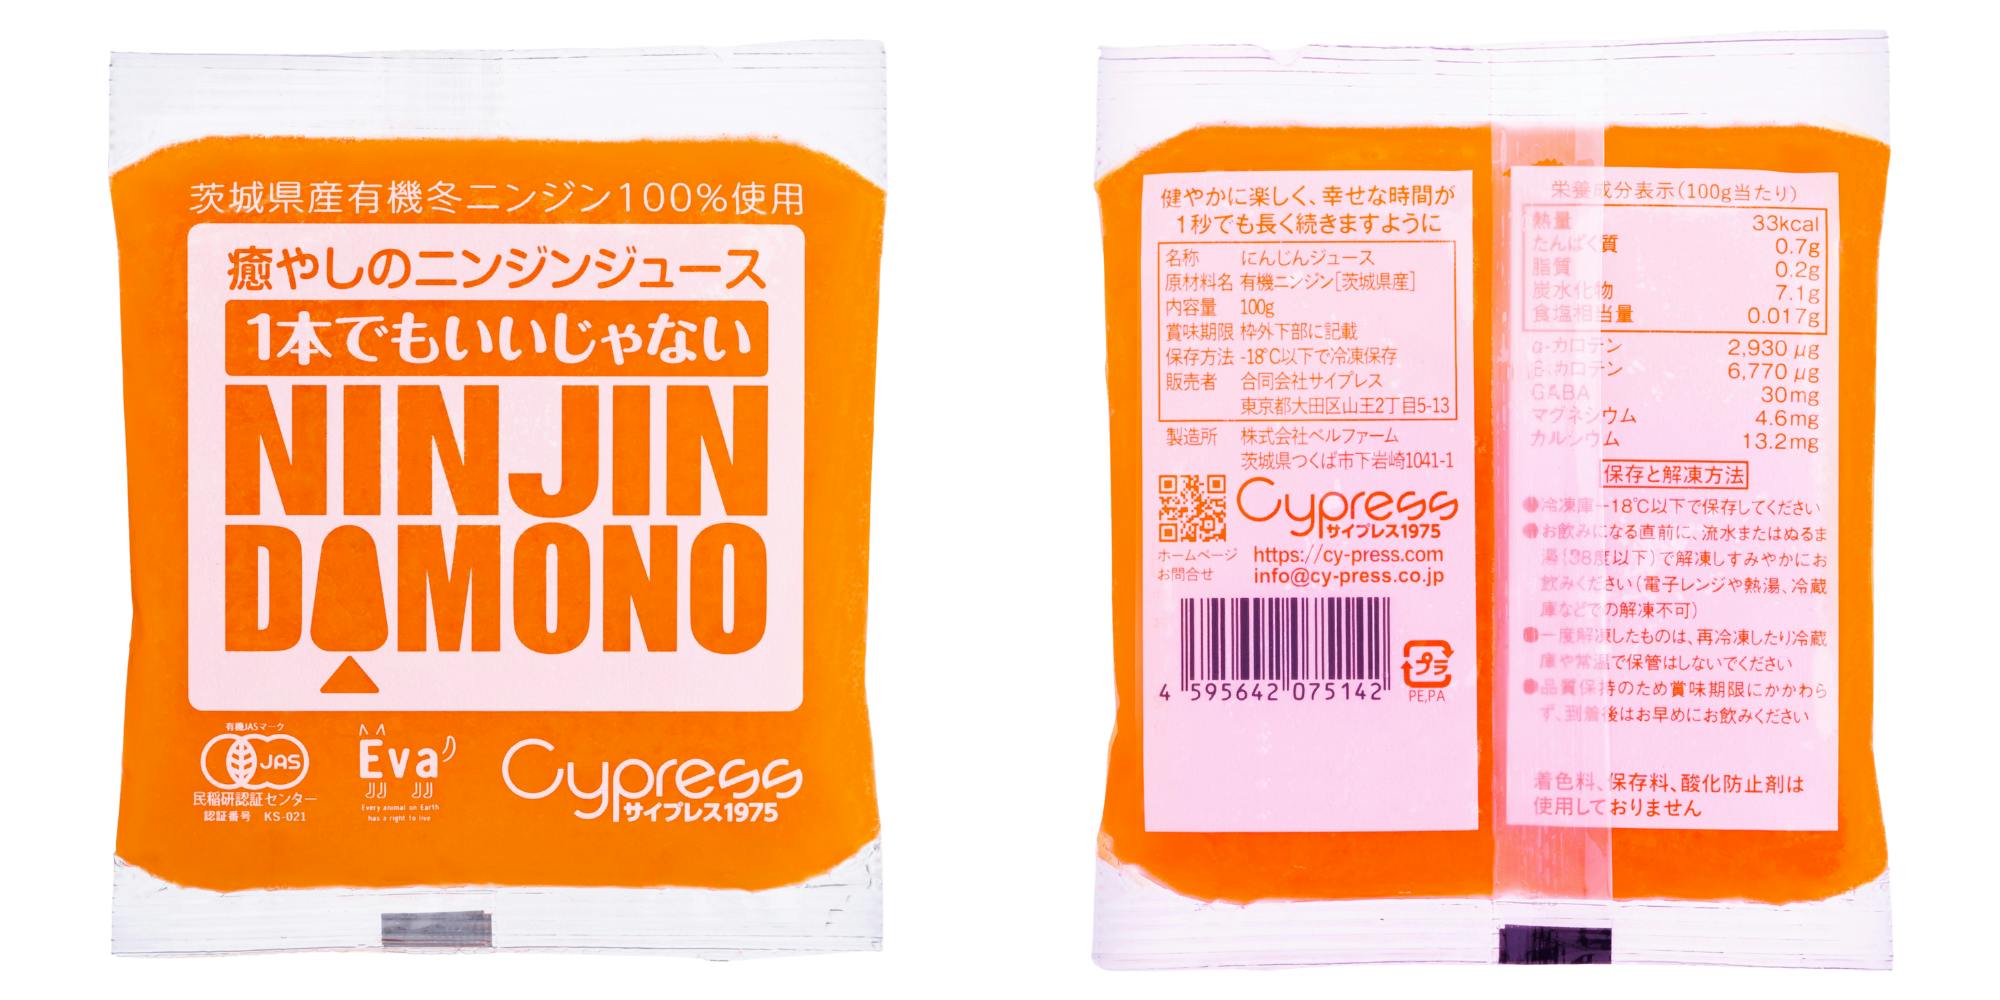 茨城県産有機冬ニンジン100%使用
癒やしのニンジンジュース
1本でもいいじゃない
NINJIN
DAMONO
有機JASマーク
JAS
民稲研認証センター
認証番号 KS-021
Eva
Every animal on Earth
has a right to live
Cypress
サイプレス1975
健やかに楽しく、幸せな時間が
1秒でも長く続きますように
名称 にんじんジュース
原材料名 有機ニンジン[茨城県産]
内容量 100g
賞味期限 枠外下部に記載
保存方法 -18℃以下で冷凍保存
販売者 合同会社サイプレス
東京都大田区山王2丁目5-13
製造所 株式会社ベルファーム
茨城県つくば市下岩崎1041-1
Cypress
サイプレス1975
ホームページ https://cy-press.com
お問合せ info@cy-press.co.jp
4 595642 075142
プラ
PE,PA
栄養成分表示(100g当たり)
熱量 33kcal
たんぱく質 0.7g
脂質 0.2g
炭水化物 7.1g
食塩相当量 0.017g
α-カロテン 2,930μg
β-カロテン 6,770μg
GABA 30mg
マグネシウム 4.6mg
カルシウム 13.2mg
保存と解凍方法
●冷凍庫-18℃以下で保存してください
●お飲みになる直前に、流水またはぬるま
湯(38度以下)で解凍しすみやかにお
飲みください(電子レンジや熱湯、冷蔵
庫などでの解凍不可)
●一度解凍したものは、再冷凍したり冷蔵
庫や常温で保管はしないでください
●品質保持のため賞味期限にかかわら
ず、到着後はお早めにお飲みください
着色料、保存料、酸化防止剤は
使用しておりません